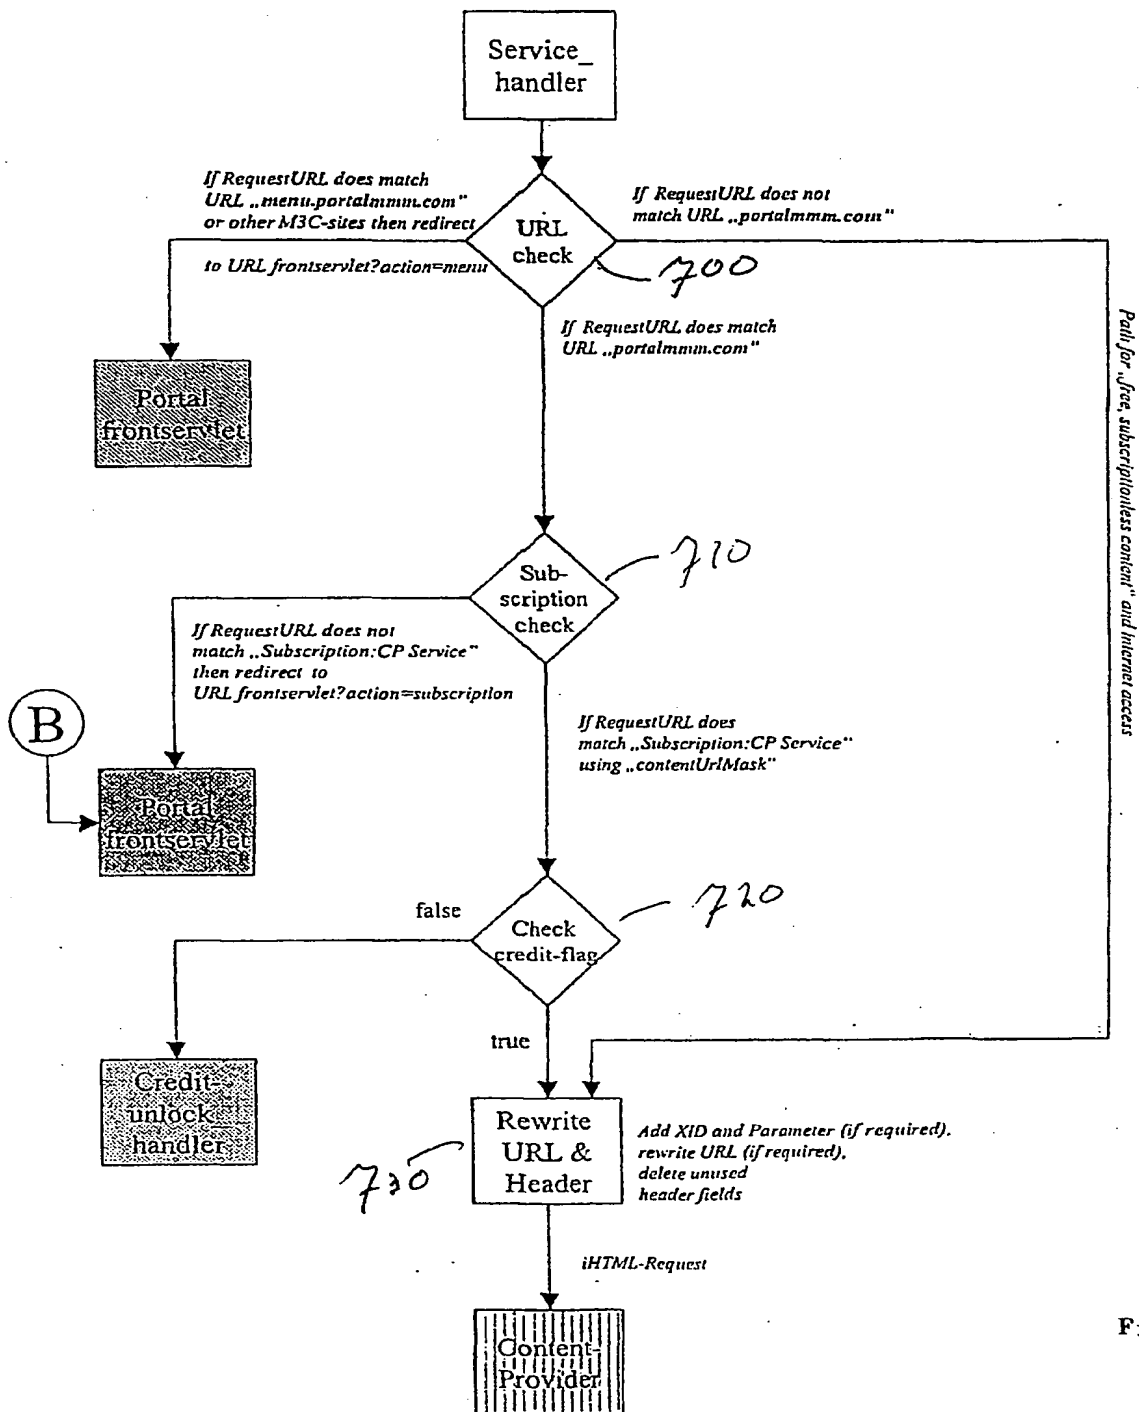 Service_
handler
If RequestURL does match
URL „menu.portalmmm.com"
or other M3C-sites then redirect
to URL frontservlet?action=menu
URL
check
If RequestURL does not
match URL „portalmmm.com"
700
If RequestURL does match
URL „portalmmm.com"
Path for „free, subscriptionless content" and Internet access
Portal
frontservlet
Sub-
scription
check
710
If RequestURL does not
match „Subscription:CP Service"
then redirect to
URL frontservlet?action=subscription
If RequestURL does
match „Subscription:CP Service"
using „contentUrlMask"
B
Portal
frontservlet
false
Check
credit-flag
720
true
Credit-
unlock_
handler
Rewrite
URL &
Header
730
Add XID and Parameter (if required),
rewrite URL (if required),
delete unused
header fields
iHTML-Request
Content-
Provider